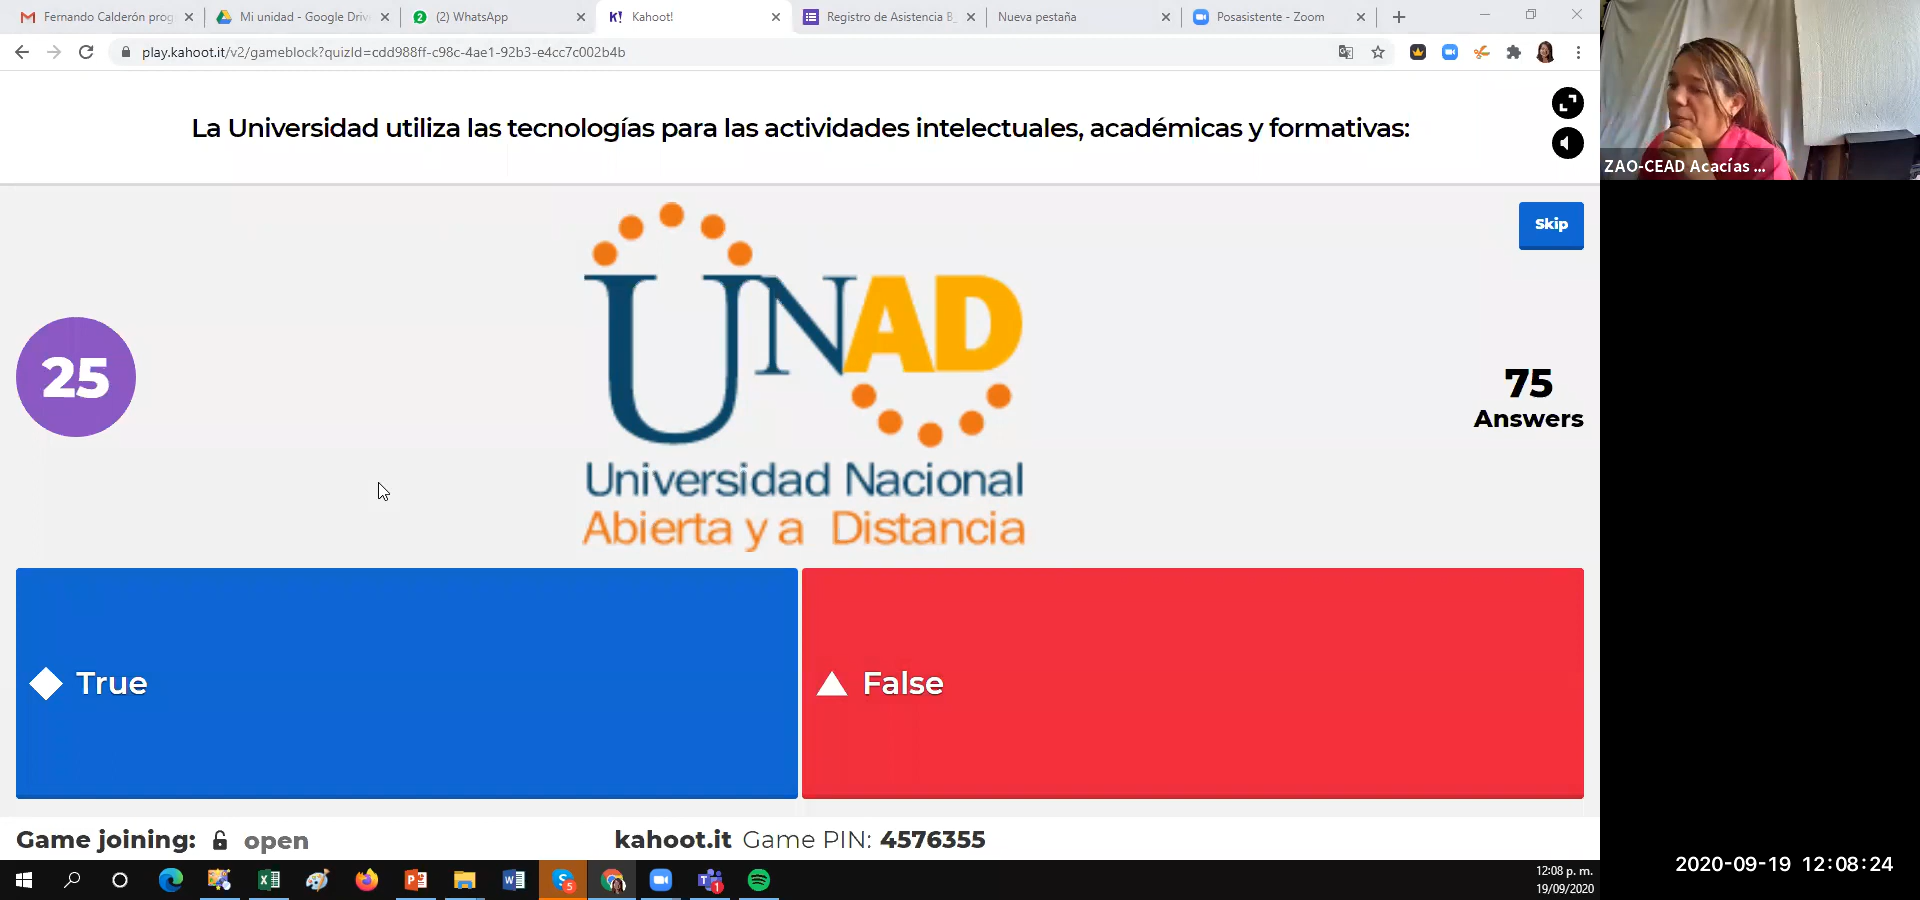 Fernando Calderón prog
Mi unidad - Google Driv
(2) WhatsApp
Kahoot!
Registro de Asistencia B_
Nueva pestaña
Posasistente - Zoom
play.kahoot.it/v2/gameblock?quizId=cdd988ff-c98c-4ae1-92b3-e4cc7c002b4b
La Universidad utiliza las tecnologías para las actividades intelectuales, académicas y formativas:
ZAO-CEAD Acacías ...
Skip
UNAD
25
75
Answers
Universidad Nacional
Abierta y a Distancia
True
False
Game joining: open
kahoot.it Game PIN: 4576355
12:08 p. m.
19/09/2020
2020-09-19 12:08:24